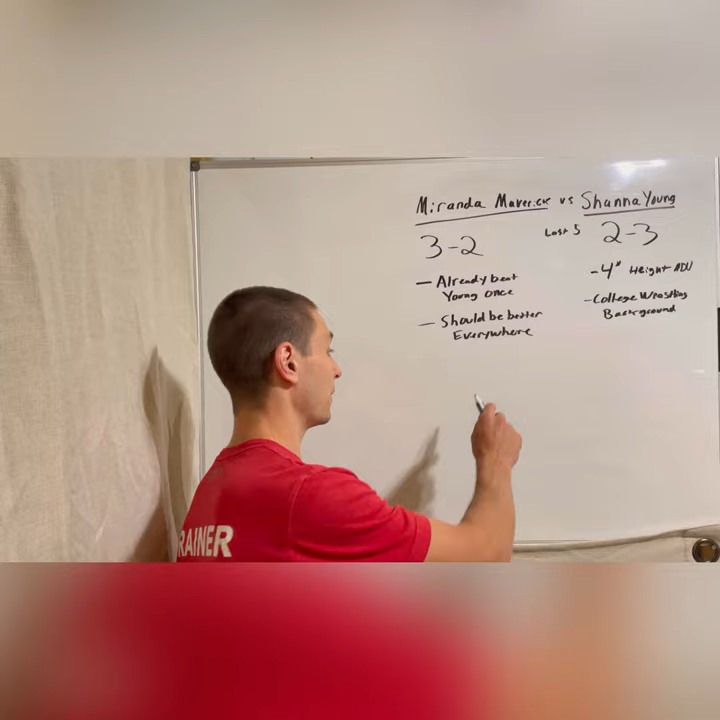 Miranda Maverick vs Shanna Young
3-2 Last 5 2-3
- Already beat
Young once
- Should be better
Everywhere
- 4" Height ADV
- College Wrestling
Background
RAINER